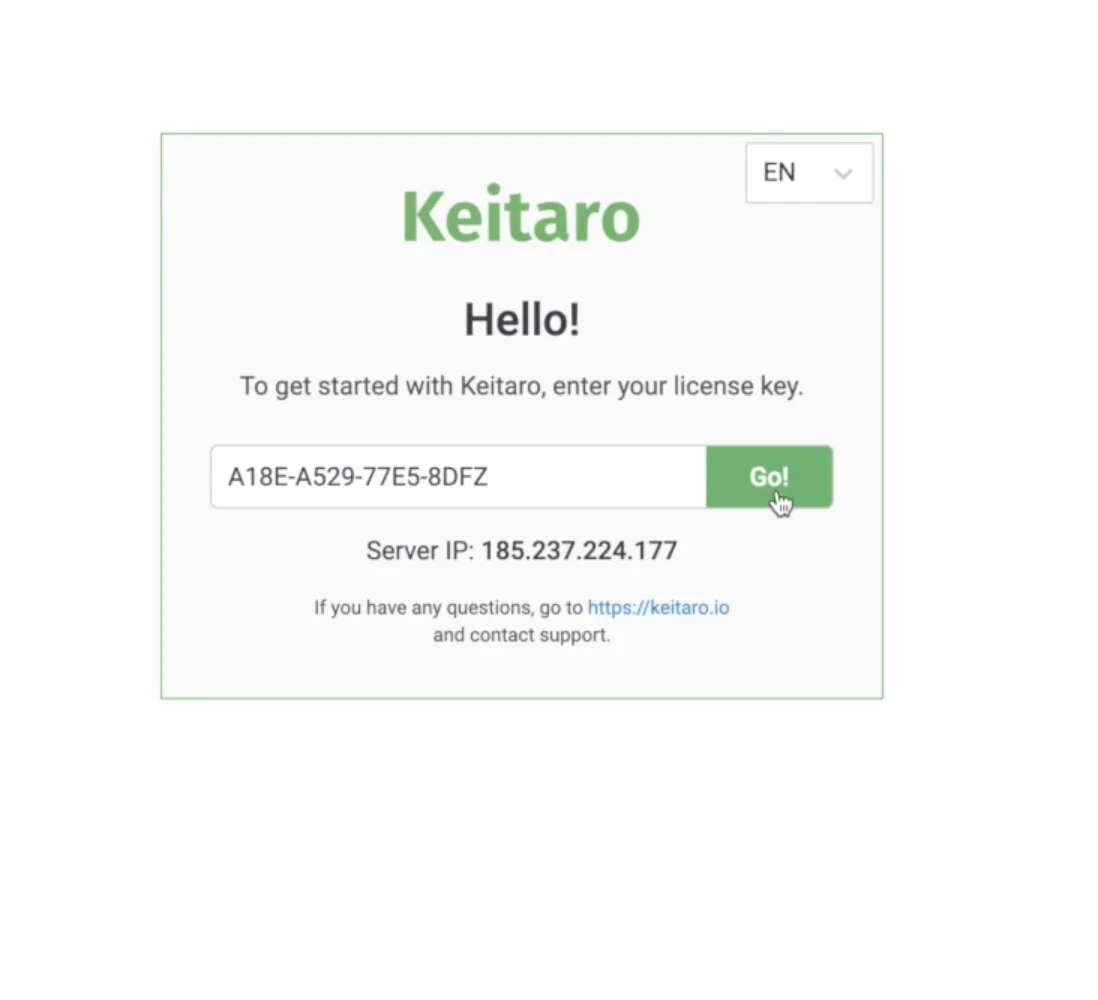 EN
Keitaro
Hello!
To get started with Keitaro, enter your license key.
A18E-A529-77E5-8DFZ
Go!
Server IP: 185.237.224.177
If you have any questions, go to https://keitaro.io
and contact support.